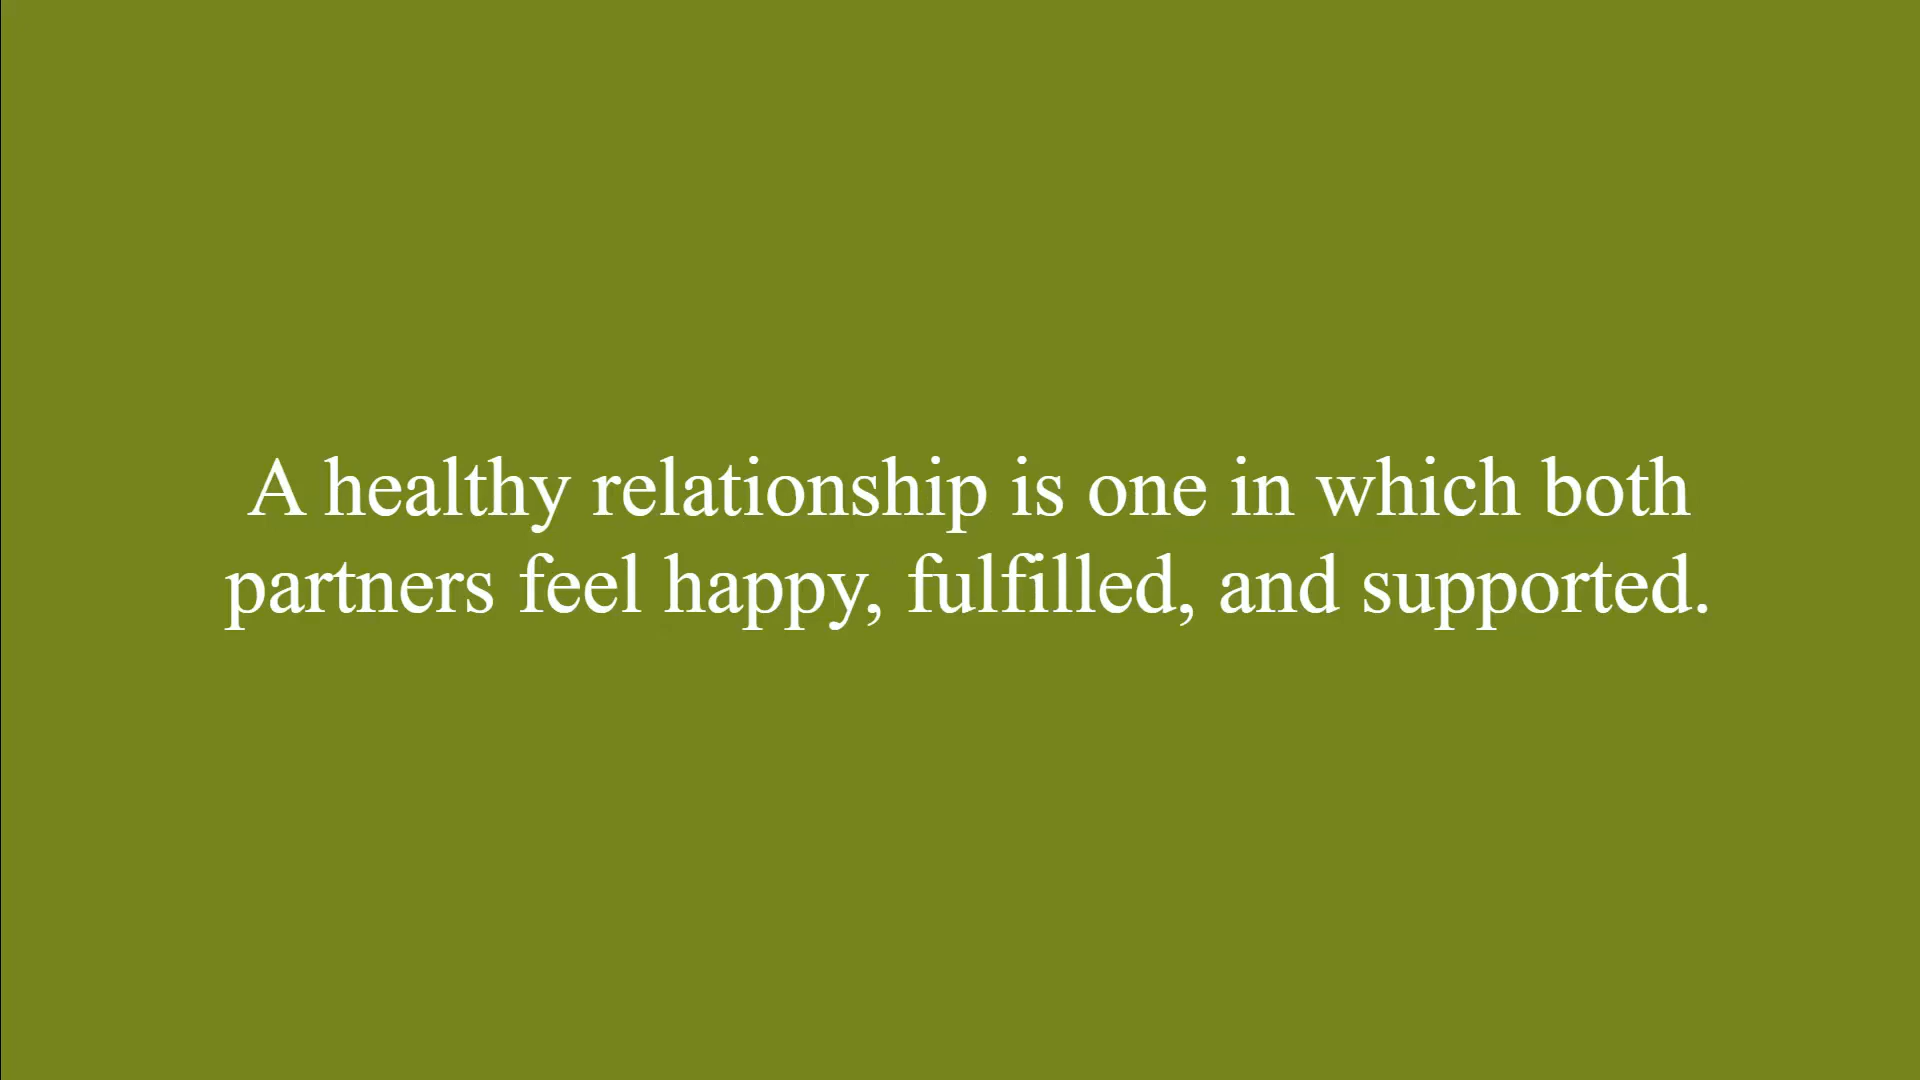 A healthy relationship is one in which both
partners feel happy, fulfilled, and supported.